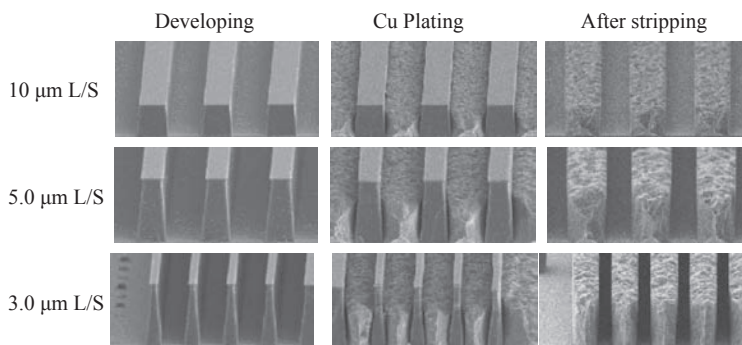 Developing Cu Plating After stripping
10 μm L/S
5.0 μm L/S
3.0 μm L/S